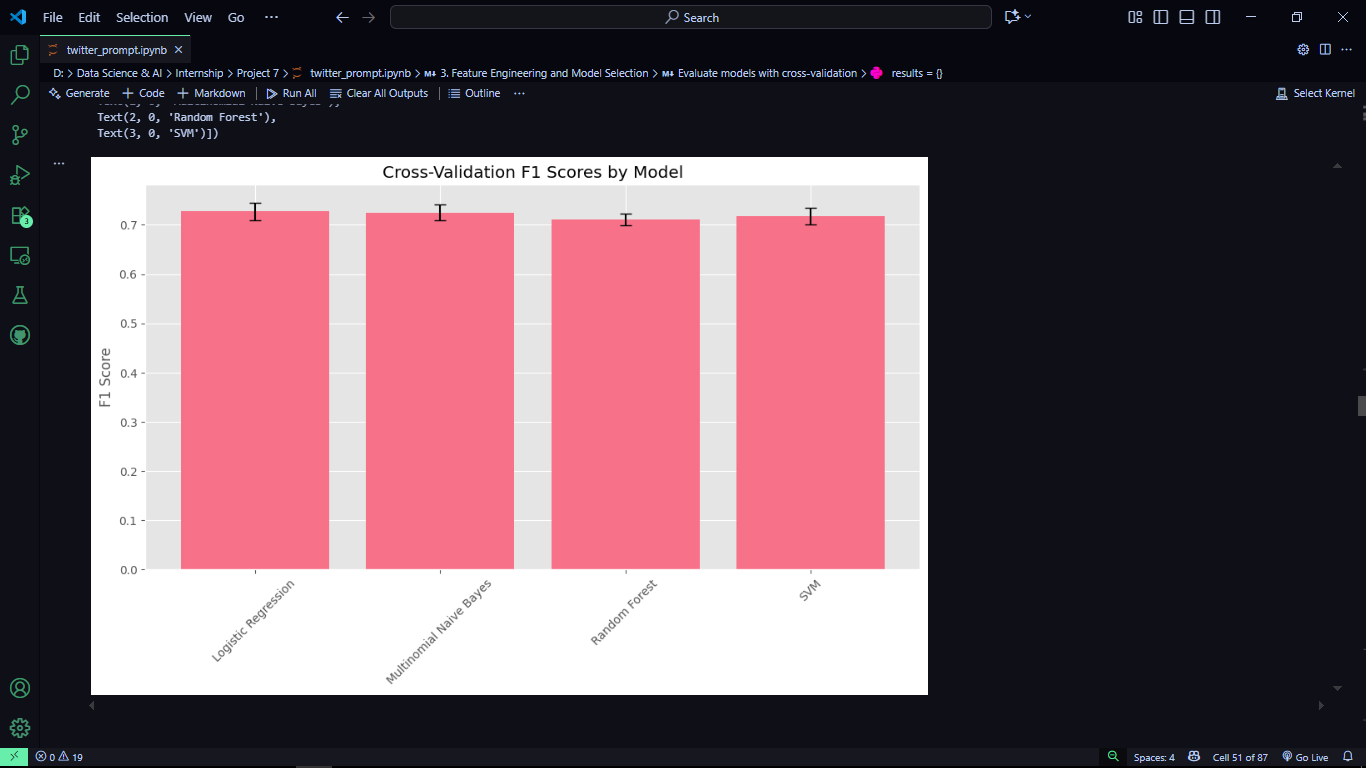 File Edit Selection View Go ...
Search
twitter_prompt.ipynb
D: > Data Science & AI > Internship > Project 7 > twitter_prompt.ipynb > M↓ 3. Feature Engineering and Model Selection > M↓ Evaluate models with cross-validation > results = {}
Generate + Code + Markdown | Run All Clear All Outputs | Outline ...
Select Kernel
Text(2, 0, 'Random Forest'),
Text(3, 0, 'SVM')])
...
Cross-Validation F1 Scores by Model
F1 Score
0.7
0.6
0.5
0.4
0.3
0.2
0.1
0.0
Logistic Regression
Multinomial Naive Bayes
Random Forest
SVM
3
0 19
Spaces: 4 Cell 51 of 87 Go Live